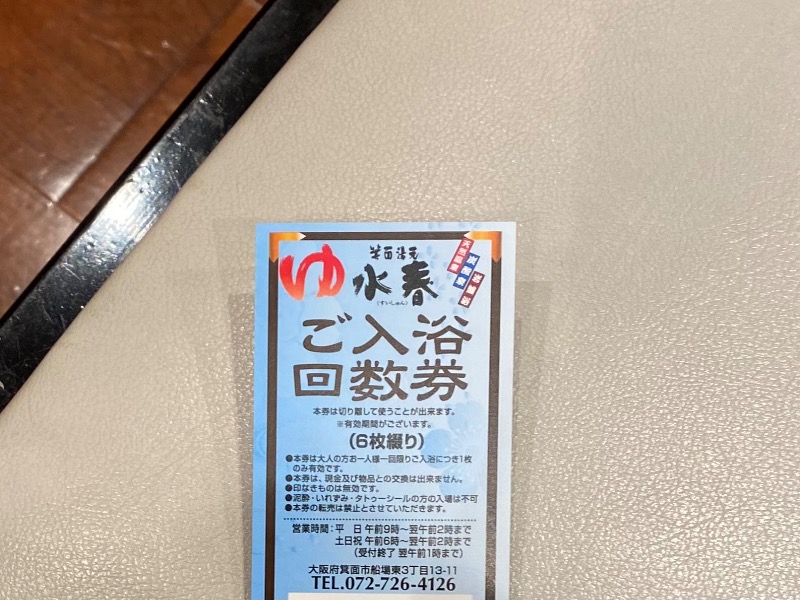 ゆ
箕面湯元
水春
(すいしゅん)
天然温泉
炭酸泉
岩盤浴
ご入浴
回数券
本券は切り離して使うことが出来ます。
※有効期間がございます。
(6枚綴り)
●本券は大人の方お一人様一回限りご入浴につき1枚
のみ有効です。
●本券は、現金及び物品との交換は出来ません。
●印なきものは無効です。
●泥酔・いれずみ・タトゥーシールの方の入場は不可
●本券の転売は禁止とさせていただきます。
営業時間：平　日 午前9時～翌午前2時まで
土日祝 午前6時～翌午前2時まで
(受付終了 翌午前1時まで)
大阪府箕面市船場東3丁目13-11
TEL.072-726-4126